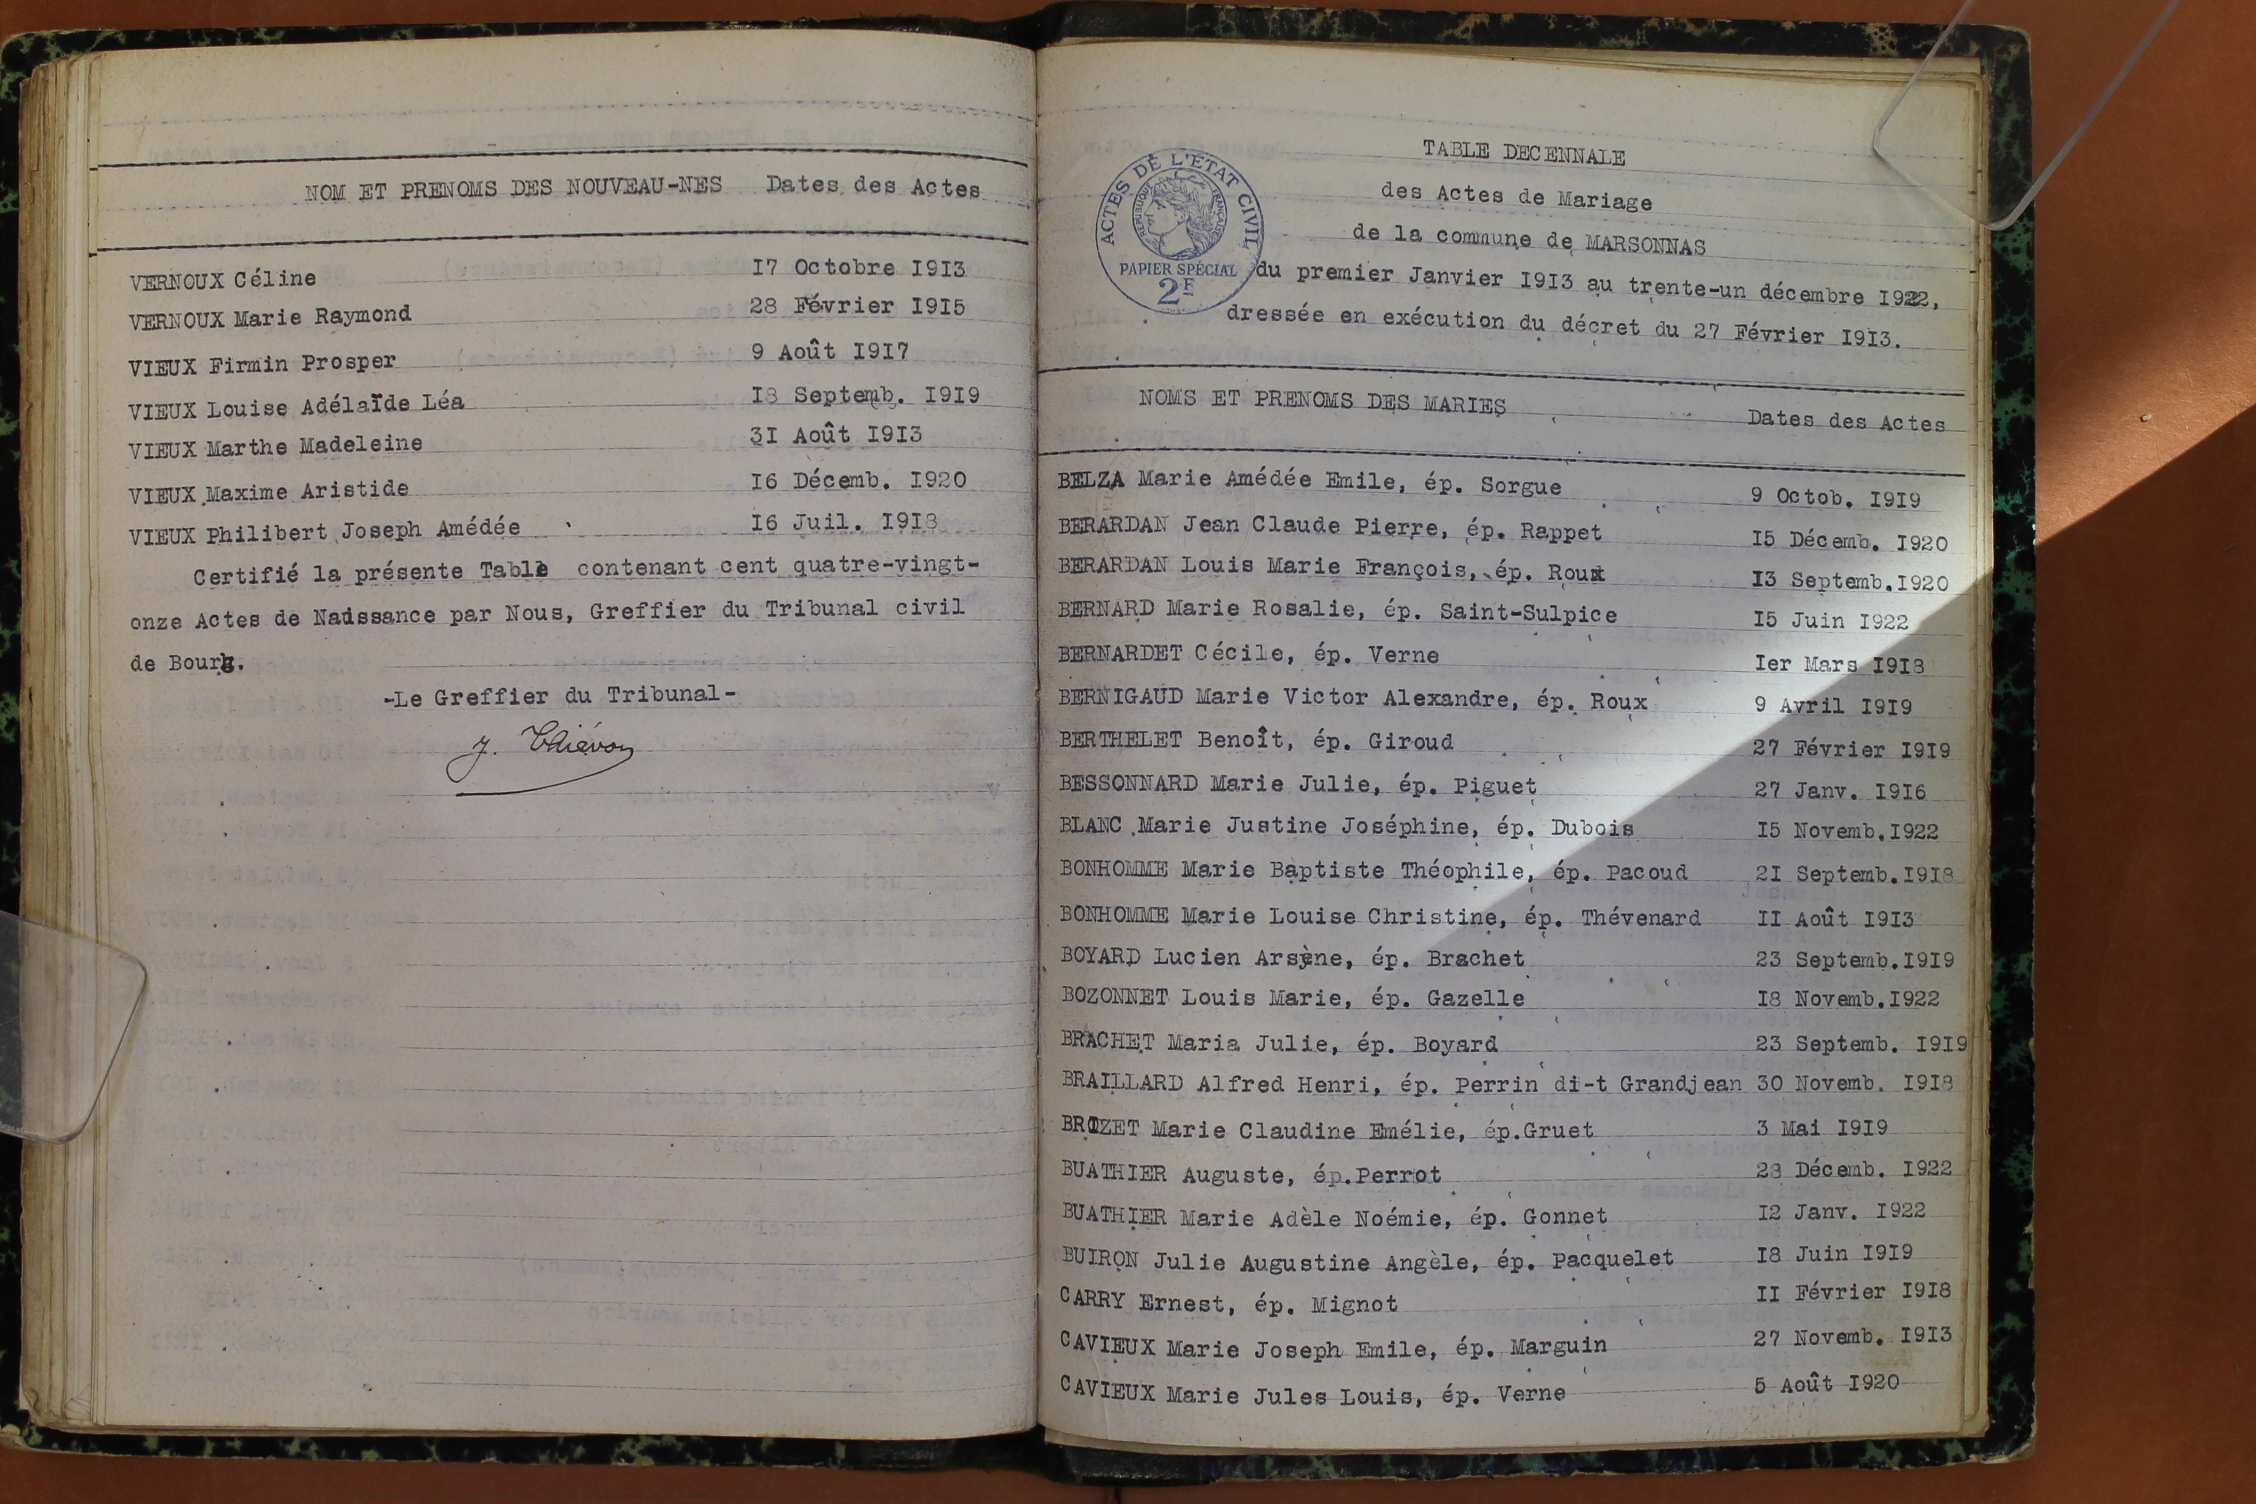 NOM ET PRENOMS DES NOUVEAU-NES Dates des Actes
VERNOUX Céline 17 Octobre 1913
VERNOUX Marie Raymond 28 Février 1915
VIEUX Firmin Prosper 9 Août 1917
VIEUX Louise Adélaïde Léa 18 Septemb. 1919
VIEUX Marthe Madeleine 31 Août 1913
VIEUX Maxime Aristide 16 Décemb. 1920
VIEUX Philibert Joseph Amédée 16 Juil. 1918
Certifié la présente Table contenant cent quatre-vingt-
onze Actes de Naissance par Nous, Greffier du Tribunal civil
de Bourg.
-Le Greffier du Tribunal-
ACTES DE L'ÉTAT CIVIL
RÉPUBLIQUE FRANÇAISE
PAPIER SPÉCIAL
2F
TABLE DECENNALE
des Actes de Mariage
de la commune de MARSONNAS
du premier Janvier 1913 au trente-un décembre 1922,
dressée en exécution du décret du 27 Février 1913.
NOMS ET PRENOMS DES MARIES Dates des Actes
BELZA Marie Amédée Emile, ép. Sorgue 9 Octob. 1919
BERARDAN Jean Claude Pierre, ép. Rappet 15 Décemb. 1920
BERARDAN Louis Marie François, ép. Roux 13 Septemb.1920
BERNARD Marie Rosalie, ép. Saint-Sulpice 15 Juin 1922
BERNARDET Cécile, ép. Verne 1er Mars 1918
BERNIGAUD Marie Victor Alexandre, ép. Roux 9 Avril 1919
BERTHELET Benoît, ép. Giroud 27 Février 1919
BESSONNARD Marie Julie, ép. Piguet 27 Janv. 1916
BLANC Marie Justine Joséphine, ép. Dubois 15 Novemb.1922
BONHOMME Marie Baptiste Théophile, ép. Pacoud 21 Septemb.1918
BONHOMME Marie Louise Christine, ép. Thévenard 11 Août 1913
BOYARD Lucien Arsène, ép. Brachet 23 Septemb.1919
BOZONNET Louis Marie, ép. Gazelle 18 Novemb.1922
BRACHET Maria Julie, ép. Boyard 23 Septemb. 1919
BRAILLARD Alfred Henri, ép. Perrin di-t Grandjean 30 Novemb. 1918
Marie Claudine Emélie, ép.Gruet 3 Mai 1919
BUATHIER Auguste, ép.Perrot 28 Décemb. 1922
BUATHIER Marie Adèle Noémie, ép. Gonnet 12 Janv. 1922
BUIRON Julie Augustine Angèle, ép. Pacquelet 18 Juin 1919
CARRY Ernest, ép. Mignot 11 Février 1918
CAVIEUX Marie Joseph Emile, ép. Marguin 27 Novemb. 1913
CAVIEUX Marie Jules Louis, ép. Verne 5 Août 1920